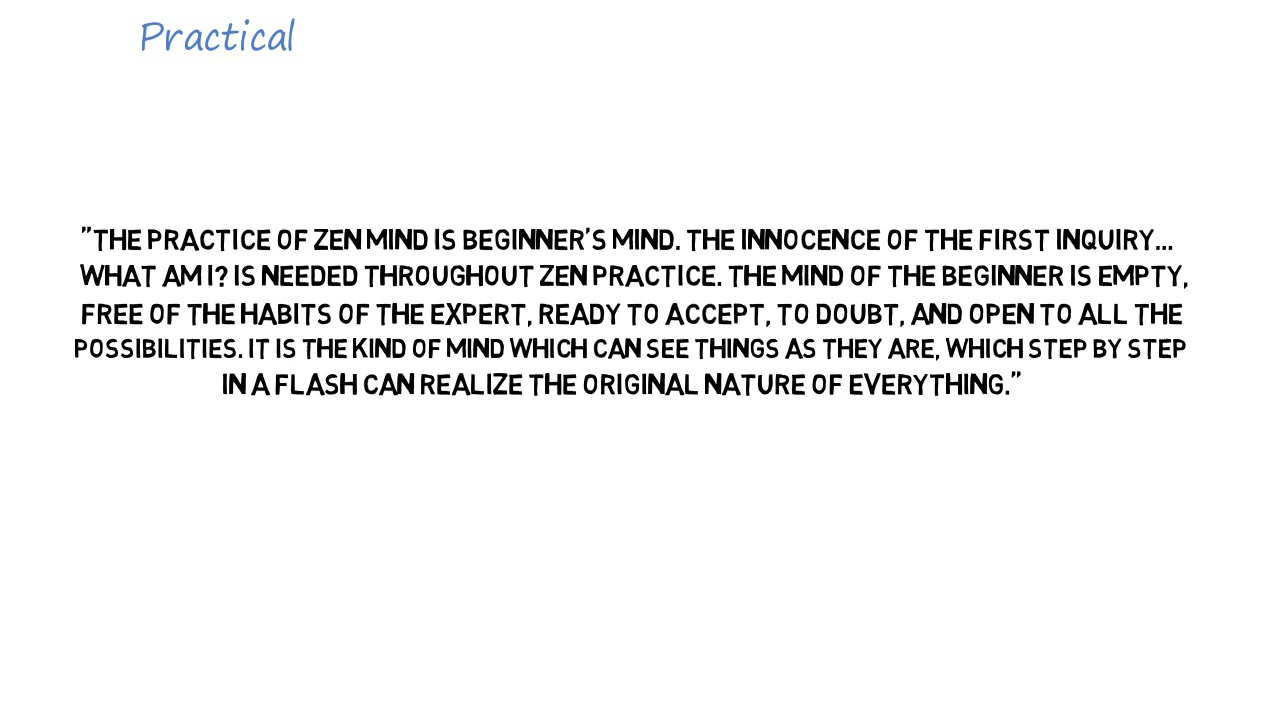 Practical
"THE PRACTICE OF ZEN MIND IS BEGINNER'S MIND. THE INNOCENCE OF THE FIRST INQUIRY...
WHAT AM I? IS NEEDED THROUGHOUT ZEN PRACTICE. THE MIND OF THE BEGINNER IS EMPTY,
FREE OF THE HABITS OF THE EXPERT, READY TO ACCEPT, TO DOUBT, AND OPEN TO ALL THE
POSSIBILITIES. IT IS THE KIND OF MIND WHICH CAN SEE THINGS AS THEY ARE, WHICH STEP BY STEP
IN A FLASH CAN REALIZE THE ORIGINAL NATURE OF EVERYTHING."